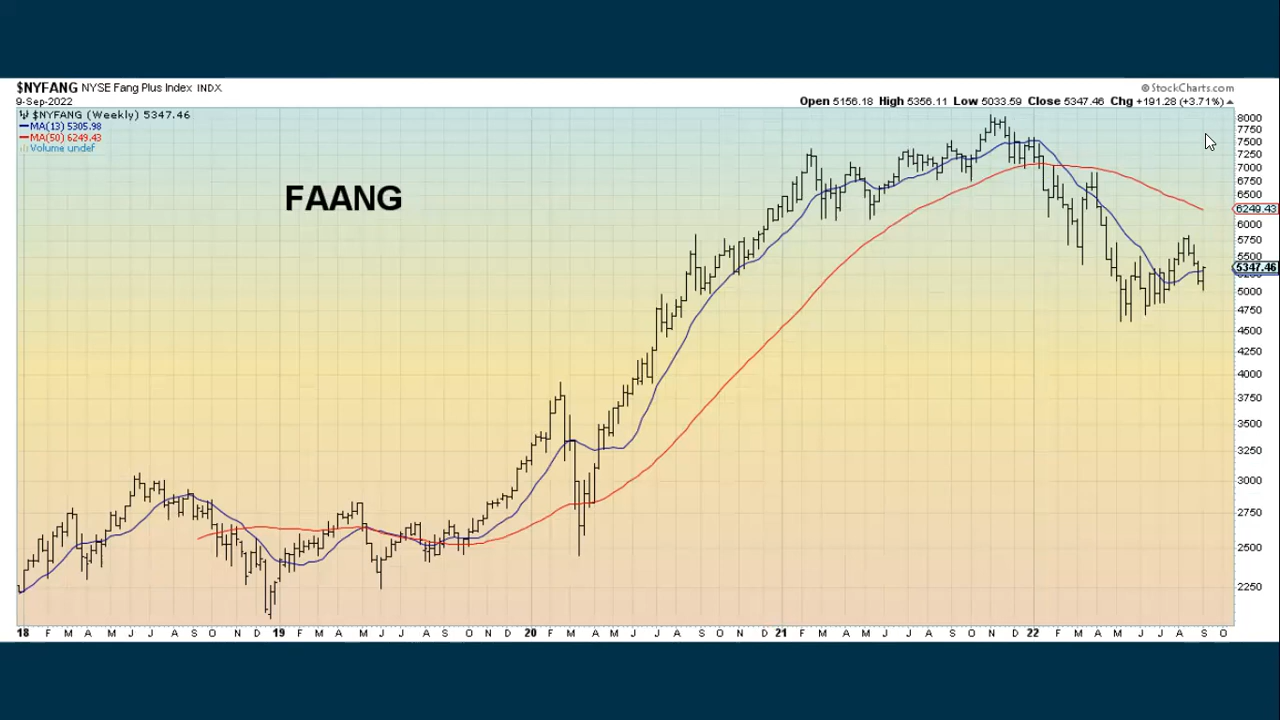 $NYFANG NYSE Fang Plus Index INDX
© StockCharts.com
9-Sep-2022
Open 5156.18 High 5356.11 Low 5033.59 Close 5347.46 Chg +191.28 (+3.71%)
$NYFANG (Weekly) 5347.46
MA(13) 5305.98
MA(50) 6249.43
Volume undef
FAANG
8000
7750
7500
7250
7000
6750
6500
6249.43
6000
5750
5500
5347.46
5000
4750
4500
4250
4000
3750
3500
3250
3000
2750
2500
2250
18 F M A M J J A S O N D 19 F M A M J J A S O N D 20 F M A M J J A S O N D 21 F M A M J J A S O N D 22 F M A M J J A S O